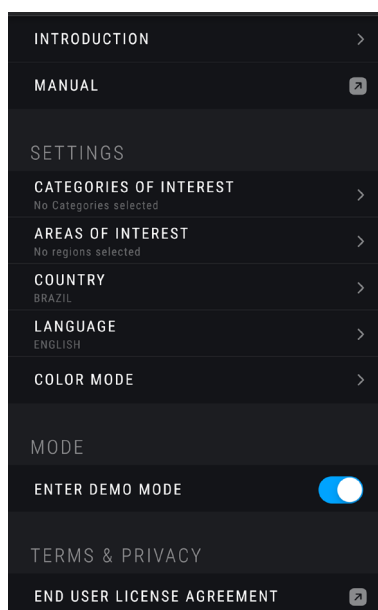 INTRODUCTION
MANUAL
SETTINGS
CATEGORIES OF INTEREST
No Categories selected
AREAS OF INTEREST
No regions selected
COUNTRY
BRAZIL
LANGUAGE
ENGLISH
COLOR MODE
MODE
ENTER DEMO MODE
TERMS & PRIVACY
END USER LICENSE AGREEMENT